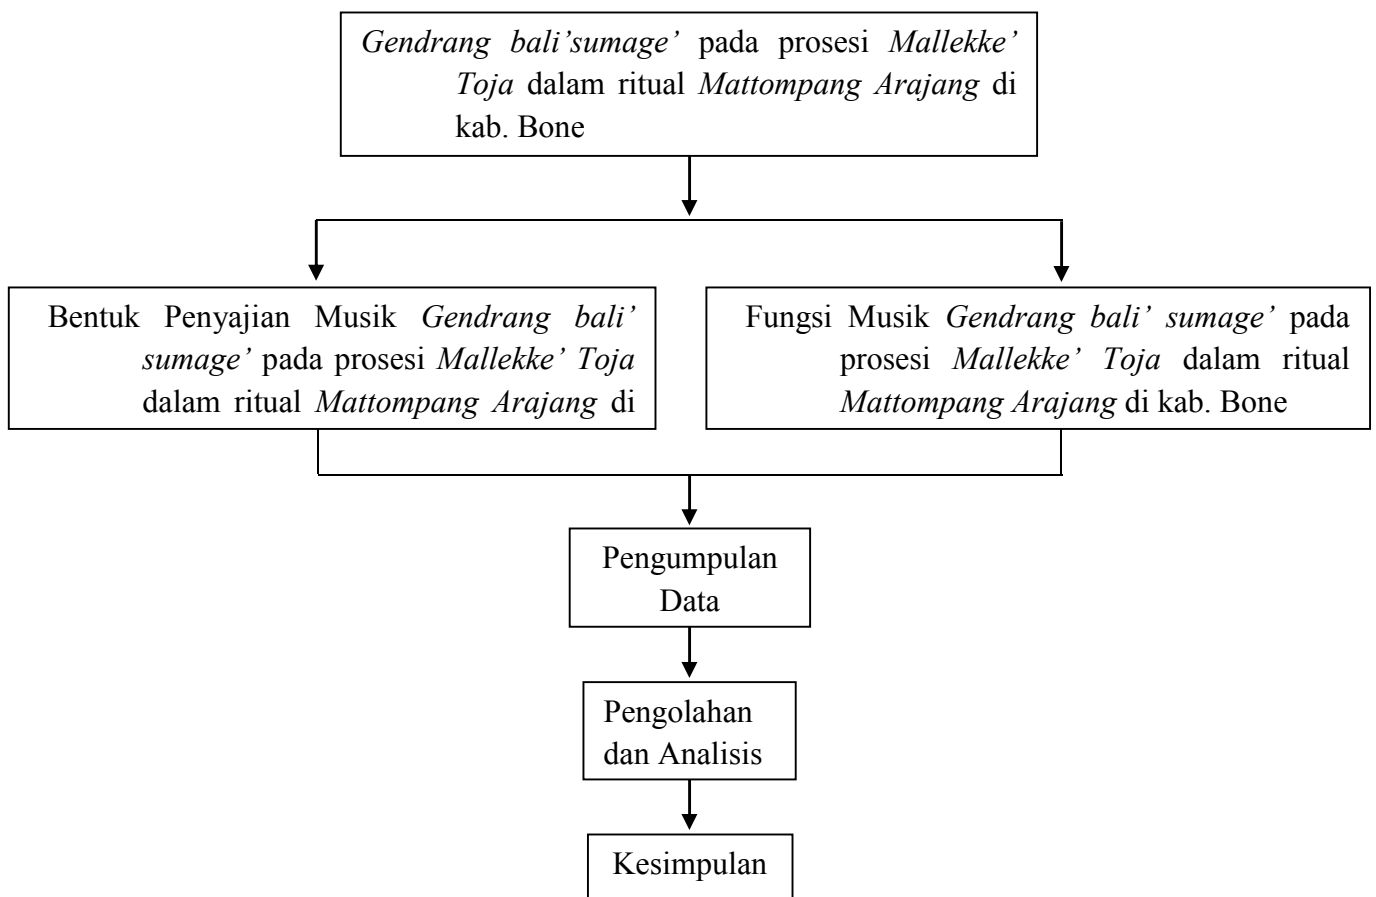 Gendrang bali’sumage’ pada prosesi Mallekke’
Toja dalam ritual Mattompang Arajang di
kab. Bone
Bentuk Penyajian Musik Gendrang bali’
sumage’ pada prosesi Mallekke’ Toja
dalam ritual Mattompang Arajang di
Fungsi Musik Gendrang bali’ sumage’ pada
prosesi Mallekke’ Toja dalam ritual
Mattompang Arajang di kab. Bone
Pengumpulan
Data
Pengolahan
dan Analisis
Kesimpulan